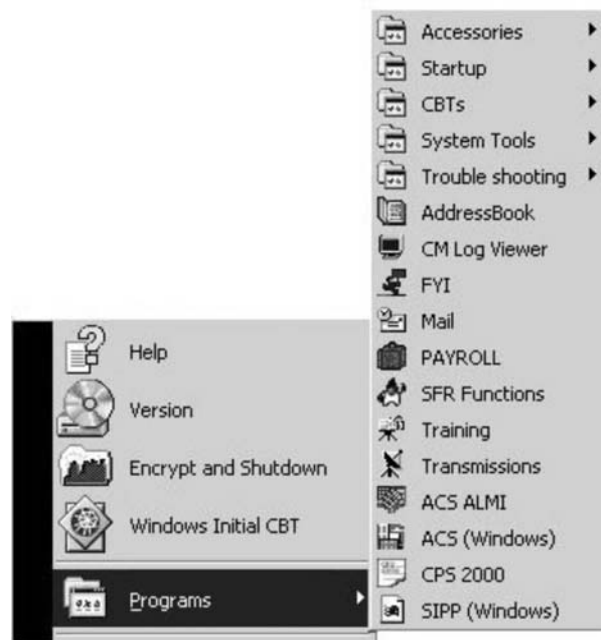 Accessories
Startup
CBTs
System Tools
Trouble shooting
AddressBook
CM Log Viewer
FYI
Mail
PAYROLL
SFR Functions
Training
Transmissions
ACS ALMI
ACS (Windows)
CPS 2000
SIPP (Windows)
Help
Version
Encrypt and Shutdown
Windows Initial CBT
Programs